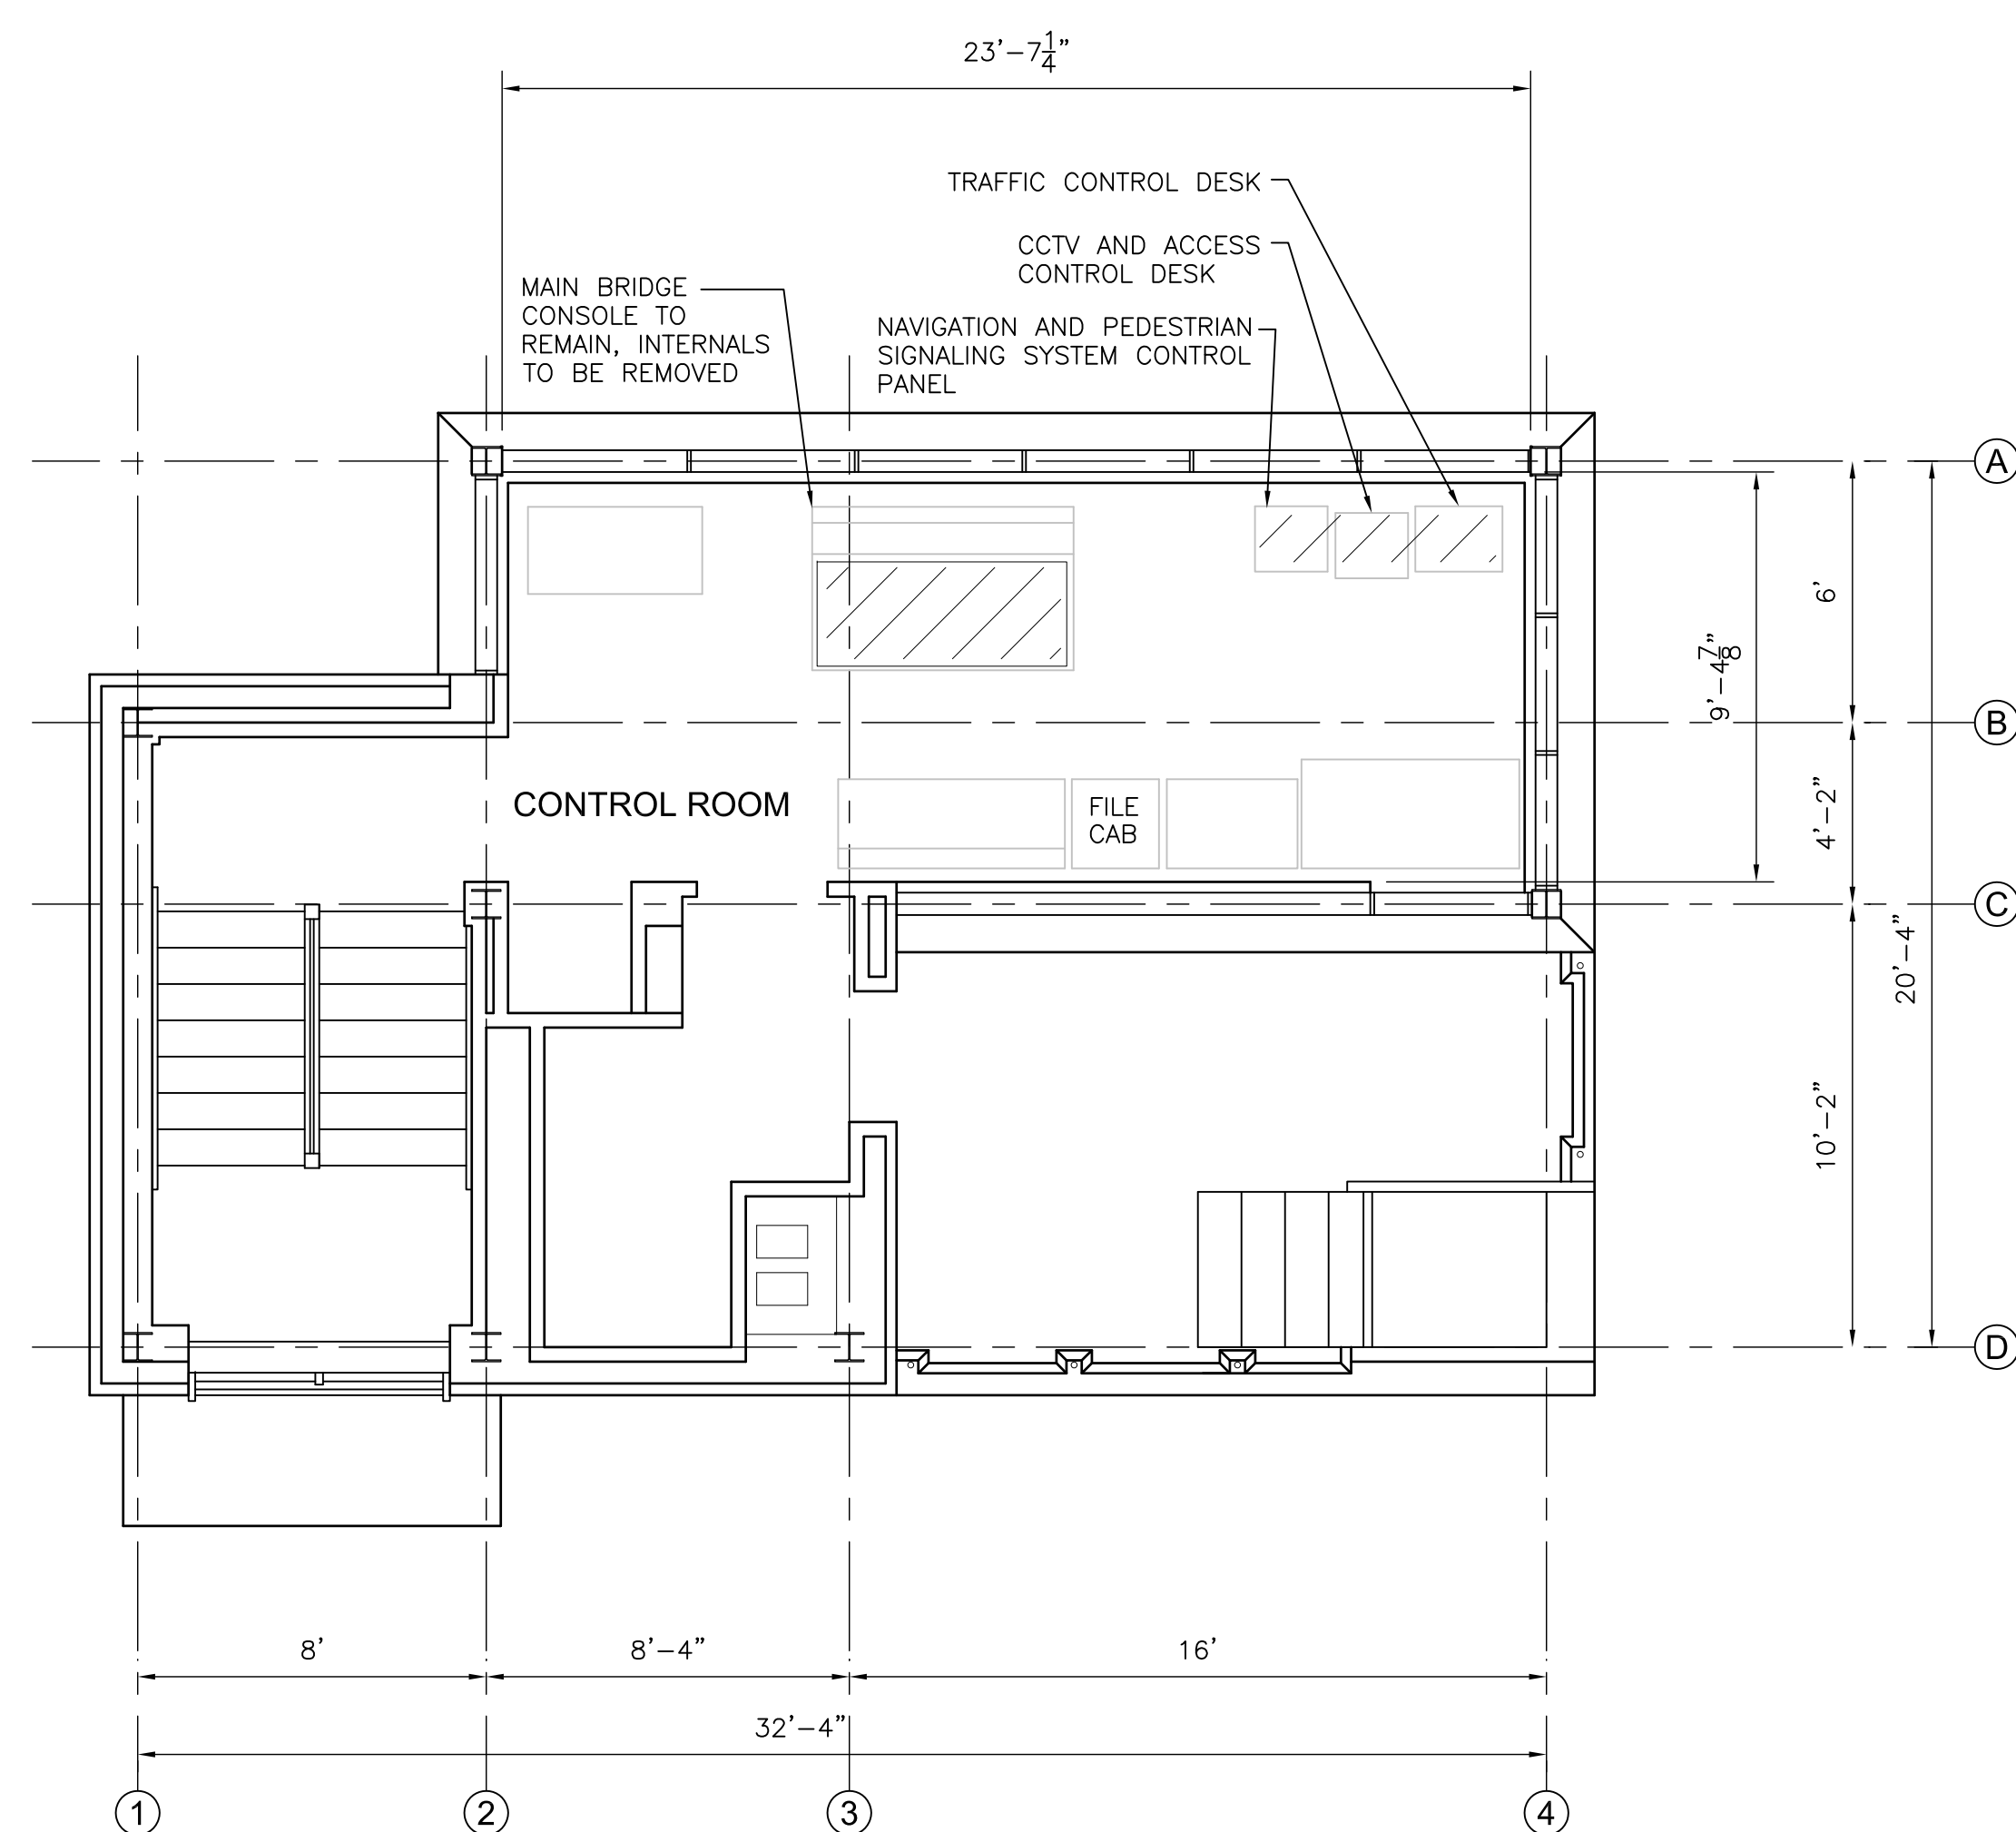 23'-7 1/4"
TRAFFIC CONTROL DESK
CCTV AND ACCESS
CONTROL DESK
MAIN BRIDGE
CONSOLE TO
REMAIN, INTERNALS
TO BE REMOVED
NAVIGATION AND PEDESTRIAN
SIGNALING SYSTEM CONTROL
PANEL
A
6'
9'-4 7/8"
B
CONTROL ROOM
FILE
CAB
4'-2"
C
20'-4"
10'-2"
D
8'
8'-4"
16'
32'-4"
1
2
3
4